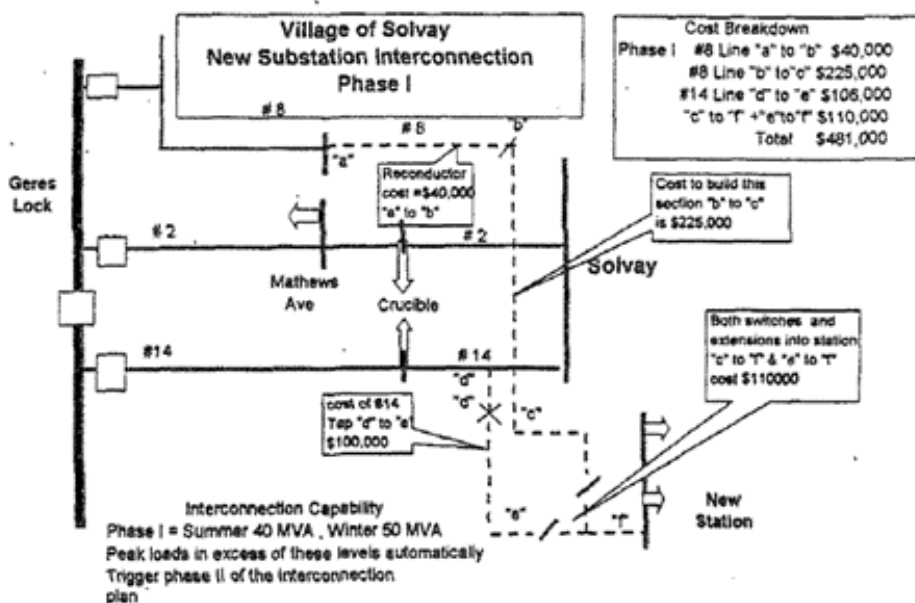 Village of Solvay
New Substation Interconnection
Phase I
Cost Breakdown
Phase I #8 Line "a" to "b" $40,000
#8 Line "b" to "c" $225,000
#14 Line "d" to "e" $106,000
"c" to "f" + "e" to "f" $110,000
Total $481,000
#8
#8
"b"
"a"
Reconductor
cost = $40,000
"a" to "b"
Geres
Lock
Cost to build this
section "b" to "c"
is $225,000
#2
#2
Solvay
Mathews
Ave
Crucible
Both switches and
extensions into station
"c" to "f" & "e" to "f"
cost $110000
#14
#14
"d"
"d"
cost of #14
Tap "d" to "e"
$100,000
"c"
"e"
"f"
New
Station
Interconnection Capability
Phase I = Summer 40 MVA , Winter 50 MVA
Peak loads in excess of these levels automatically
Trigger phase II of the interconnection
plan